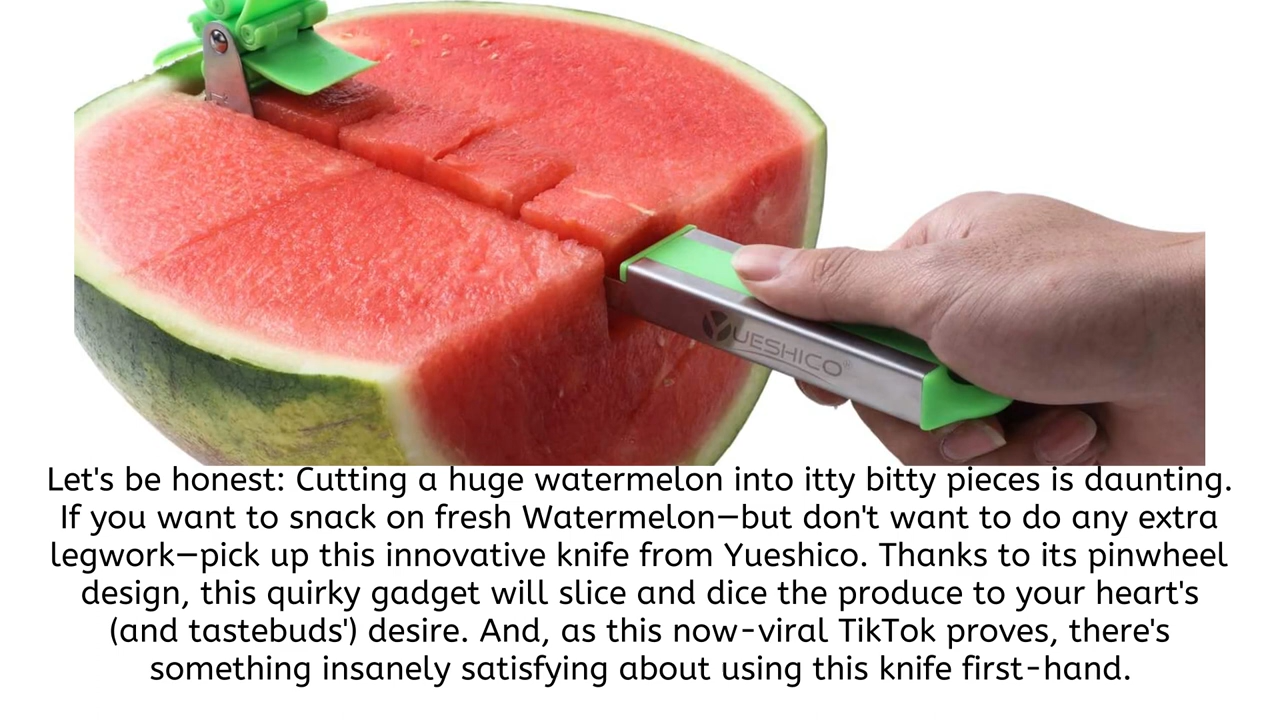 YUESHICO®
Let's be honest: Cutting a huge watermelon into itty bitty pieces is daunting.
If you want to snack on fresh Watermelon—but don't want to do any extra
legwork—pick up this innovative knife from Yueshico. Thanks to its pinwheel
design, this quirky gadget will slice and dice the produce to your heart's
(and tastebuds') desire. And, as this now-viral TikTok proves, there's
something insanely satisfying about using this knife first-hand.